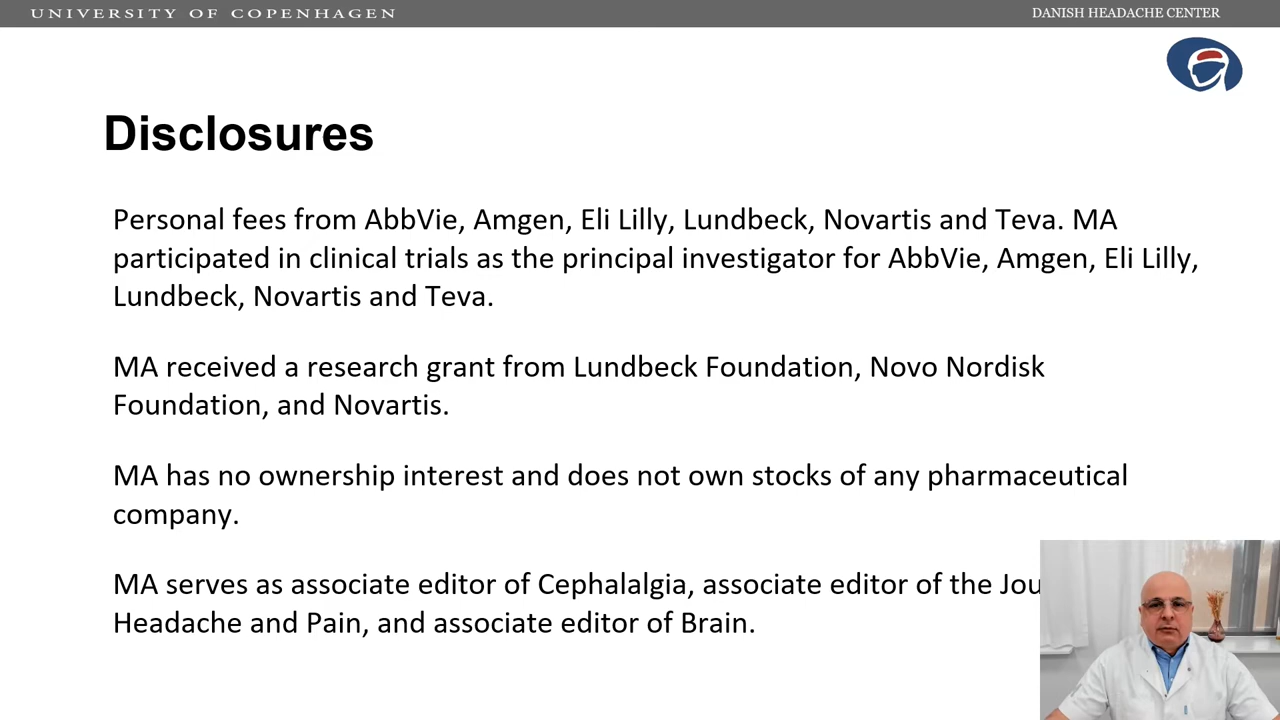 UNIVERSITY OF COPENHAGEN
DANISH HEADACHE CENTER
Disclosures
Personal fees from AbbVie, Amgen, Eli Lilly, Lundbeck, Novartis and Teva. MA
participated in clinical trials as the principal investigator for AbbVie, Amgen, Eli Lilly,
Lundbeck, Novartis and Teva.
MA received a research grant from Lundbeck Foundation, Novo Nordisk
Foundation, and Novartis.
MA has no ownership interest and does not own stocks of any pharmaceutical
company.
MA serves as associate editor of Cephalalgia, associate editor of the Jou
Headache and Pain, and associate editor of Brain.